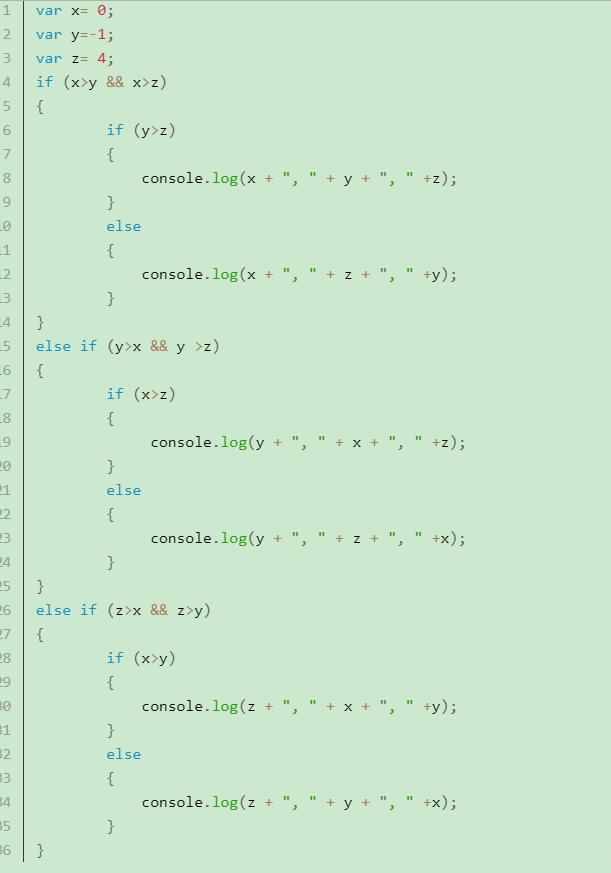 1 var x= 0;
2 var y=-1;
3 var z= 4;
4 if (x>y && x>z)
5 {
6 if (y>z)
7 {
8 console.log(x + ", " + y + ", " +z);
9 }
10 else
11 {
12 console.log(x + ", " + z + ", " +y);
13 }
14 }
15 else if (y>x && y >z)
16 {
17 if (x>z)
18 {
19 console.log(y + ", " + x + ", " +z);
20 }
21 else
22 {
23 console.log(y + ", " + z + ", " +x);
24 }
25 }
26 else if (z>x && z>y)
27 {
28 if (x>y)
29 {
30 console.log(z + ", " + x + ", " +y);
31 }
32 else
33 {
34 console.log(z + ", " + y + ", " +x);
35 }
36 }